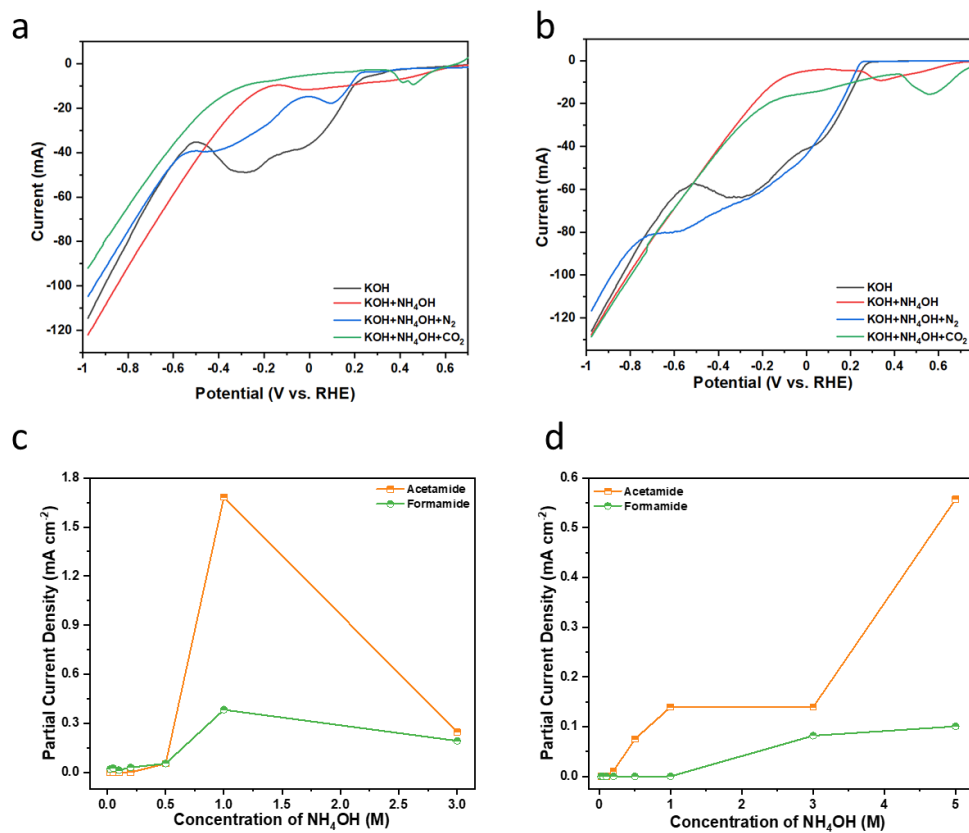 a
0
-20
-40
-60
-80
-100
-120
Current (mA)
KOH
KOH+NH₄OH
KOH+NH₄OH+N₂
KOH+NH₄OH+CO₂
-1 -0.8 -0.6 -0.4 -0.2 0 0.2 0.4 0.6
Potential (V vs. RHE)
b
0
-20
-40
-60
-80
-100
-120
Current (mA)
KOH
KOH+NH₄OH
KOH+NH₄OH+N₂
KOH+NH₄OH+CO₂
-1 -0.8 -0.6 -0.4 -0.2 0 0.2 0.4 0.6
Potential (V vs. RHE)
c
1.8
1.5
1.2
0.9
0.6
0.3
0.0
Partial Current Density (mA cm⁻²)
Acetamide
Formamide
0.0 0.5 1.0 1.5 2.0 2.5 3.0
Concentration of NH₄OH (M)
d
0.6
0.5
0.4
0.3
0.2
0.1
0.0
Partial Current Density (mA cm⁻²)
Acetamide
Formamide
0 1 2 3 4 5
Concentration of NH₄OH (M)